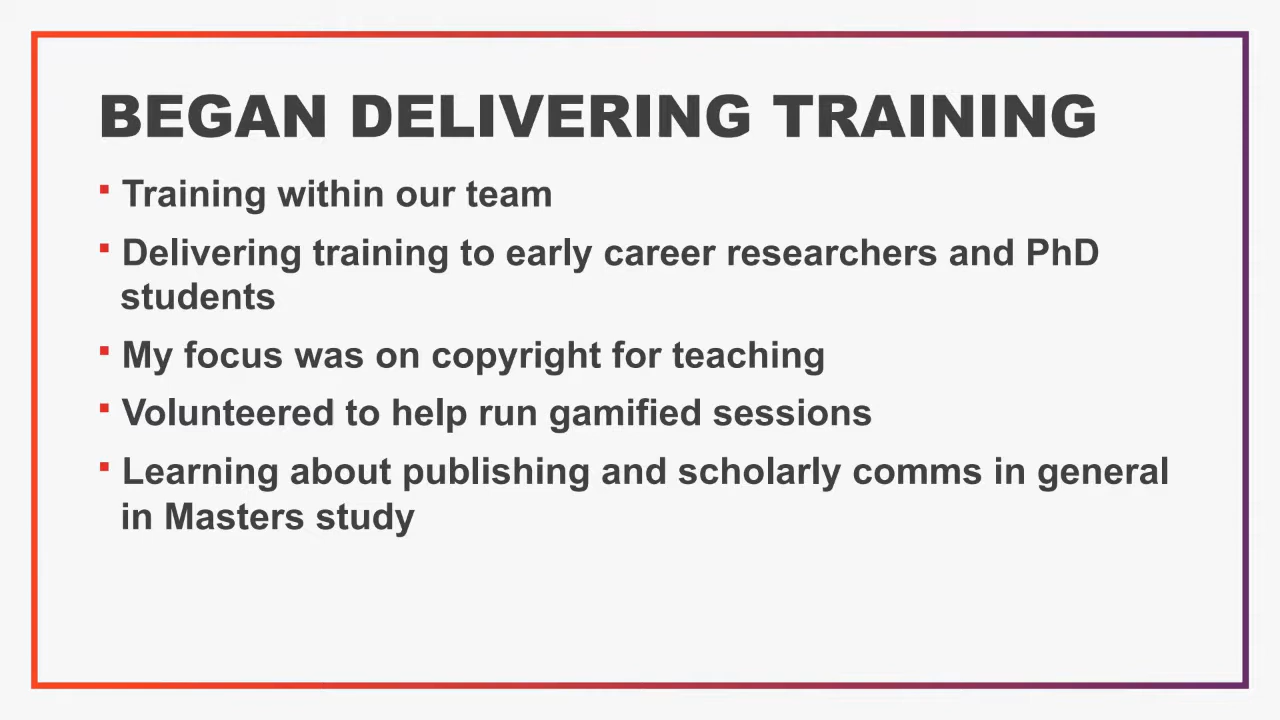 BEGAN DELIVERING TRAINING
▪ Training within our team
▪ Delivering training to early career researchers and PhD
students
▪ My focus was on copyright for teaching
▪ Volunteered to help run gamified sessions
▪ Learning about publishing and scholarly comms in general
in Masters study